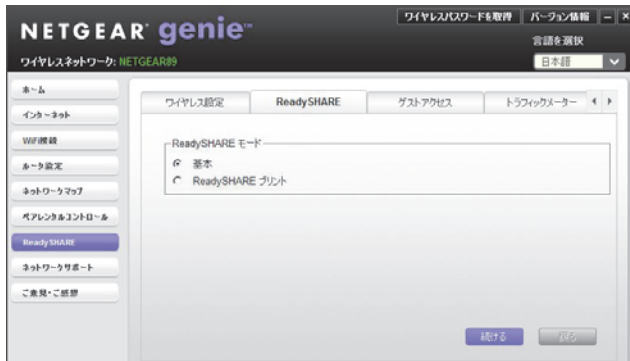 NETGEAR genie™
ワイヤレスパスワードを取得
バージョン情報
言語を選択
ワイヤレスネットワーク: NETGEAR89
日本語
ホーム
インターネット
WiFi接続
ルータ設定
ネットワークマップ
ペアレンタルコントロール
ReadySHARE
ネットワークサポート
ご意見・ご感想
ワイヤレス設定
ReadySHARE
ゲストアクセス
トラフィックメーター
ReadySHARE モード
基本
ReadySHARE プリント
続ける
戻る